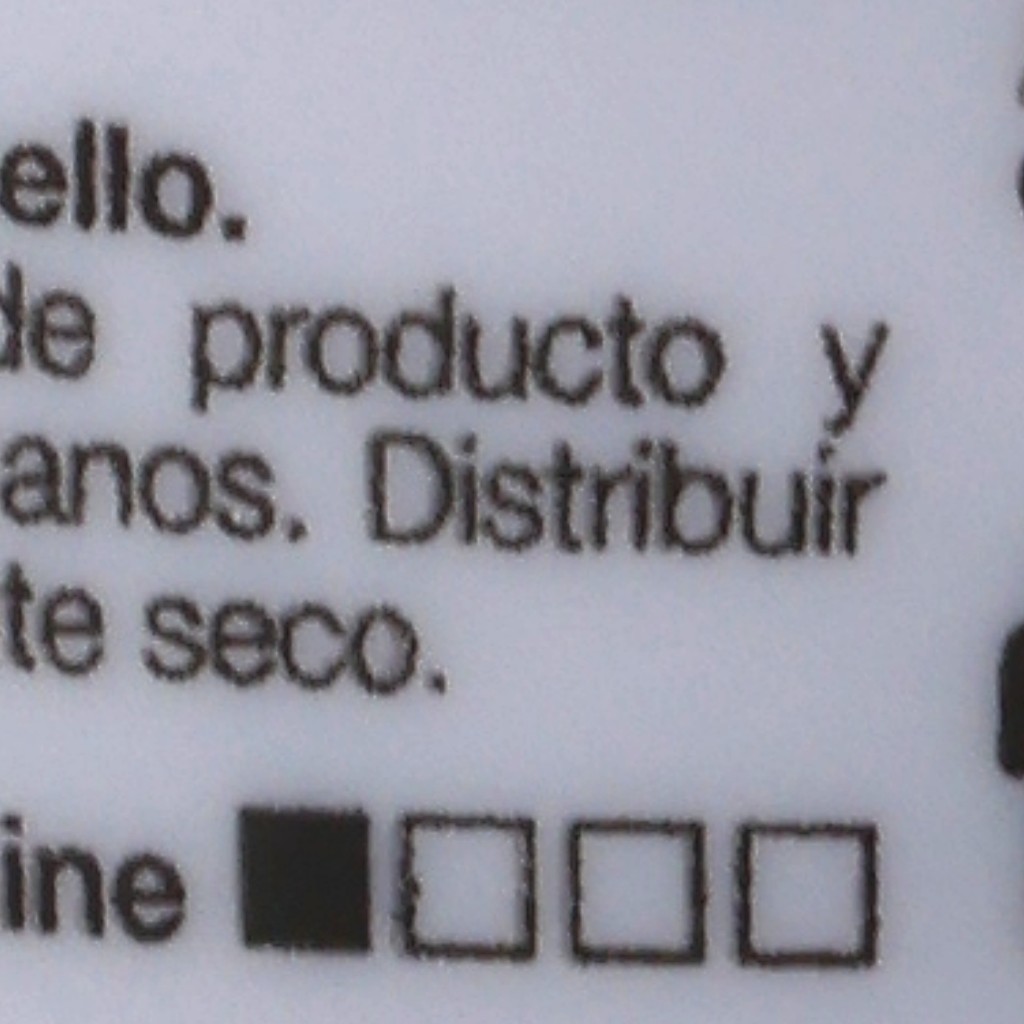 ello.
de producto y
anos. Distribuir
te seco.
ine